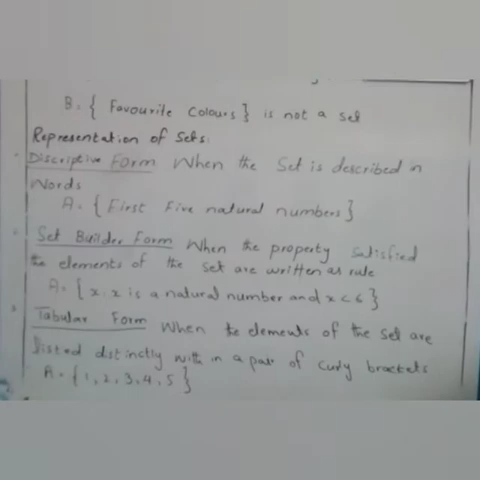 B = { Favourite Colours } is not a set
Representation of Sets:
Discriptive Form When the Set is described in
Words
A = { First Five natural numbers }
Set Builder Form When the property satisfied
the elements of the set are written as rule
A = { x : x is a natural number and x < 6 }
Tabular Form When the elements of the Set are
listed distinctly with in a pair of curly brackets
A = { 1, 2, 3, 4, 5 }